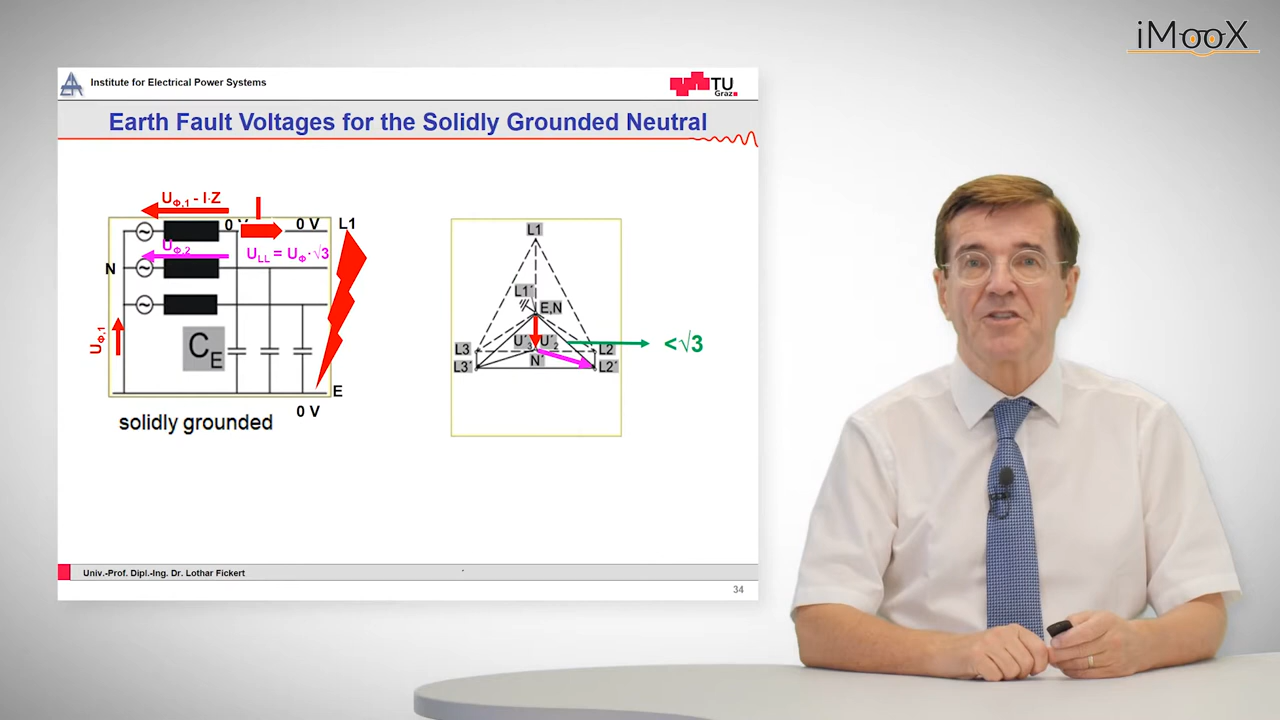 iMooX
Institute for Electrical Power Systems
TU
Graz
Earth Fault Voltages for the Solidly Grounded Neutral
UΦ,1 - I·Z
I
0 V
0 V
L1
UΦ,2
ULL = UΦ·√3
N
UΦ,1
CE
E
0 V
solidly grounded
L1
L1´
E,N
L3
U´3
U´2
L2
<√3
L3´
N´
L2´
Univ.-Prof. Dipl.-Ing. Dr. Lothar Fickert
34